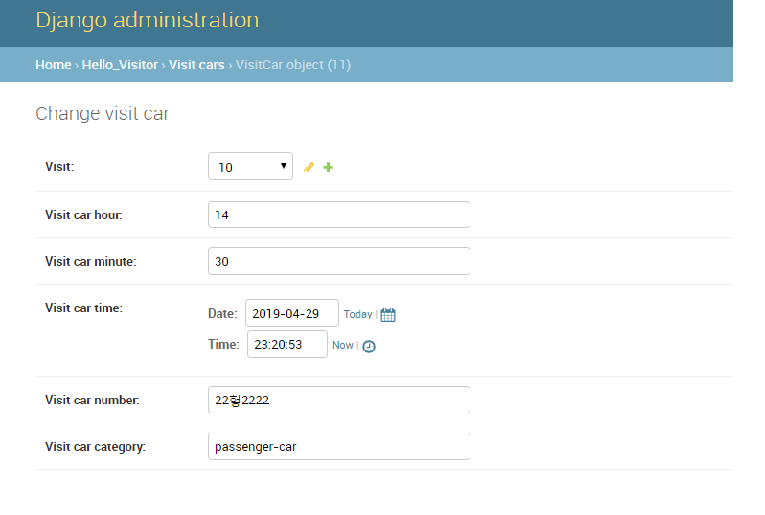 Django administration
Home › Hello_Visitor › Visit cars › VisitCar object (11)
Change visit car
Visit: 10
Visit car hour: 14
Visit car minute: 30
Visit car time: Date: 2019-04-29 Today |
Time: 23:20:53 Now |
Visit car number: 22형2222
Visit car category: passenger-car